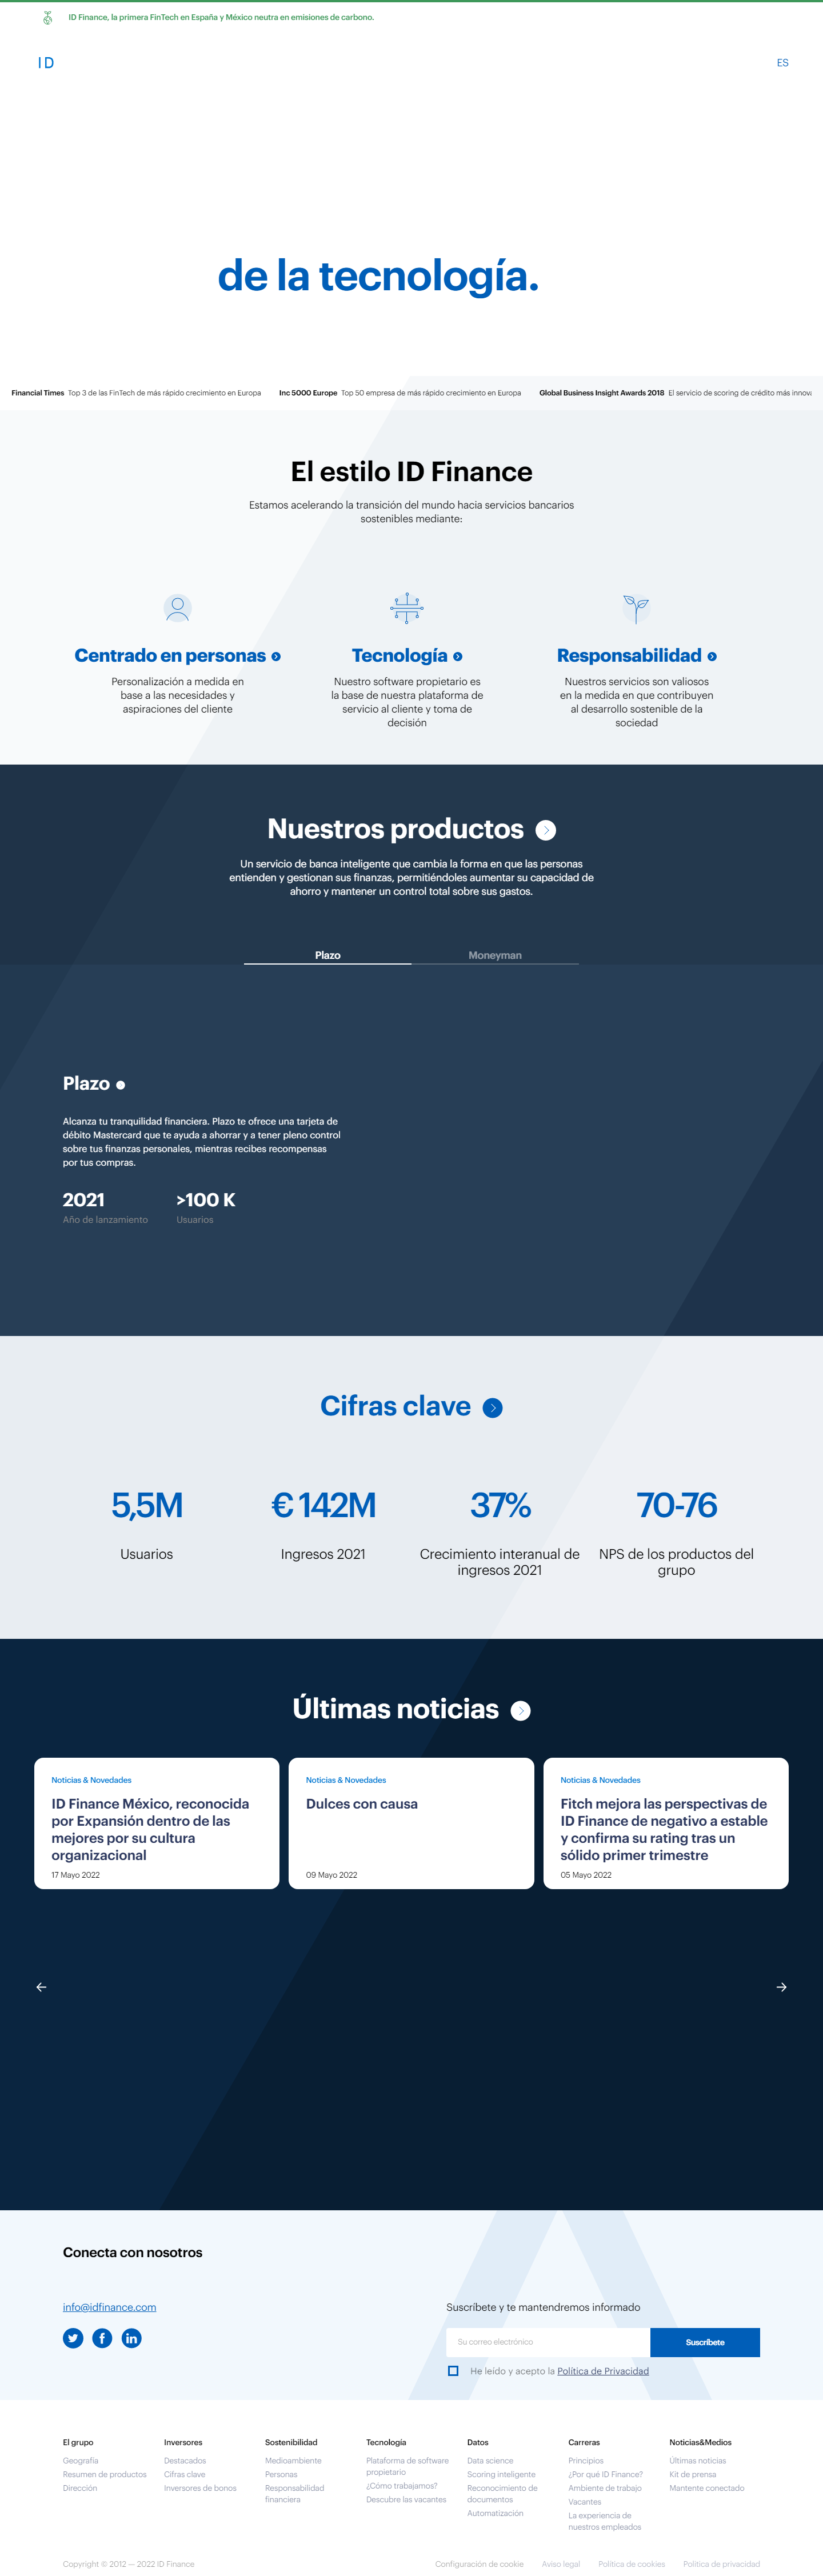 ID Finance, la primera FinTech en España y México neutra en emisiones de carbono.
ID
ES
de la tecnología.
Financial Times Top 3 de las FinTech de más rápido crecimiento en Europa
Inc 5000 Europe Top 50 empresa de más rápido crecimiento en Europa
Global Business Insight Awards 2018 El servicio de scoring de crédito más
El estilo ID Finance
Estamos acelerando la transición del mundo hacia servicios bancarios
sostenibles mediante:
Centrado en personas
Personalización a medida en
base a las necesidades y
aspiraciones del cliente
Tecnología
Nuestro software propietario es
la base de nuestra plataforma de
servicio al cliente y toma de
decisión
Responsabilidad
Nuestros servicios son valiosos
en la medida en que contribuyen
al desarrollo sostenible de la
sociedad
Nuestros productos
Un servicio de banca inteligente que cambia la forma en que las personas
entienden y gestionan sus finanzas, permitiéndoles aumentar su capacidad de
ahorro y mantener un control total sobre sus gastos.
Plazo
Moneyman
Plazo
Alcanza tu tranquilidad financiera. Plazo te ofrece una tarjeta de
débito Mastercard que te ayuda a ahorrar y a tener pleno control
sobre tus finanzas personales, mientras recibes recompensas
por tus compras.
2021
Año de lanzamiento
>100 K
Usuarios
Cifras clave
5,5M
Usuarios
€ 142M
Ingresos 2021
37%
Crecimiento interanual de
ingresos 2021
70-76
NPS de los productos del
grupo
Últimas noticias
Noticias & Novedades
ID Finance México, reconocida
por Expansión dentro de las
mejores por su cultura
organizacional
17 Mayo 2022
Noticias & Novedades
Dulces con causa
09 Mayo 2022
Noticias & Novedades
Fitch mejora las perspectivas de
ID Finance de negativo a estable
y confirma su rating tras un
sólido primer trimestre
05 Mayo 2022
Conecta con nosotros
info@idfinance.com
Suscríbete y te mantendremos informado
Su correo electrónico
Suscríbete
He leído y acepto la Política de Privacidad
El grupo
Geografía
Resumen de productos
Dirección
Inversores
Destacados
Cifras clave
Inversores de bonos
Sostenibilidad
Medioambiente
Personas
Responsabilidad
financiera
Tecnología
Plataforma de software
propietario
¿Cómo trabajamos?
Descubre las vacantes
Datos
Data science
Scoring inteligente
Reconocimiento de
documentos
Automatización
Carreras
Principios
¿Por qué ID Finance?
Ambiente de trabajo
Vacantes
La experiencia de
nuestros empleados
Noticias&Medios
Últimas noticias
Kit de prensa
Mantente conectado
Copyright © 2012 — 2022 ID Finance
Configuración de cookie
Aviso legal
Política de cookies
Política de privacidad